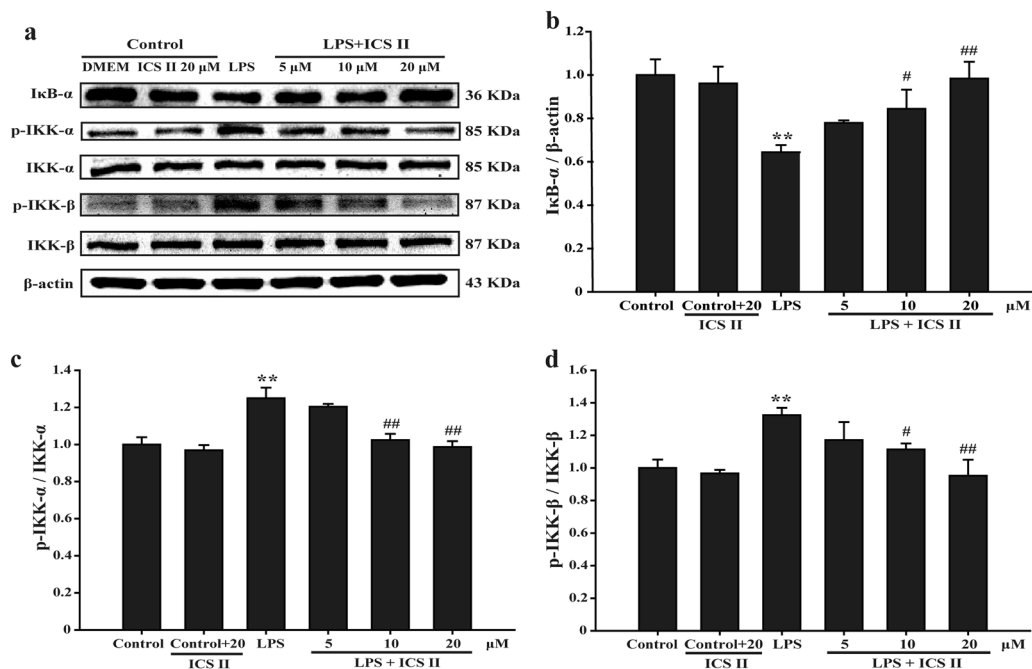 a
Control LPS+ICS II
DMEM ICS II 20 μM LPS 5 μM 10 μM 20 μM
IκB-α 36 KDa
p-IKK-α 85 KDa
IKK-α 85 KDa
p-IKK-β 87 KDa
IKK-β 87 KDa
β-actin 43 KDa
b
IκB-α / β-actin
1.2
1.0
0.8
0.6
0.4
0.2
0
**
#
##
Control Control+20 LPS 5 10 20 μM
ICS II LPS + ICS II
c
p-IKK-α / IKK-α
1.4
1.2
1.0
0.8
0.6
0.4
0.2
0
**
##
##
Control Control+20 LPS 5 10 20 μM
ICS II LPS + ICS II
d
p-IKK-β / IKK-β
1.6
1.4
1.2
1.0
0.8
0.6
0.4
0.2
0
**
#
##
Control Control+20 LPS 5 10 20 μM
ICS II LPS + ICS II